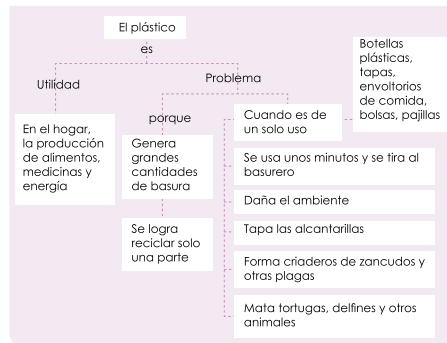 El plástico
es
Utilidad
Problema
En el hogar,
la producción
de alimentos,
medicinas y
energía
porque
Genera
grandes
cantidades
de basura
Se logra
reciclar solo
una parte
Cuando es de
un solo uso
Botellas
plásticas,
tapas,
envoltorios
de comida,
bolsas, pajillas
Se usa unos minutos y se tira al
basurero
Daña el ambiente
Tapa las alcantarillas
Forma criaderos de zancudos y
otras plagas
Mata tortugas, delfines y otros
animales